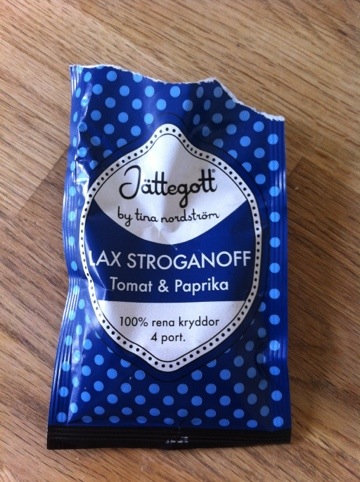 Jättegott
by tina nordström
LAX STROGANOFF
Tomat & Paprika
100% rena kryddor
4 port.